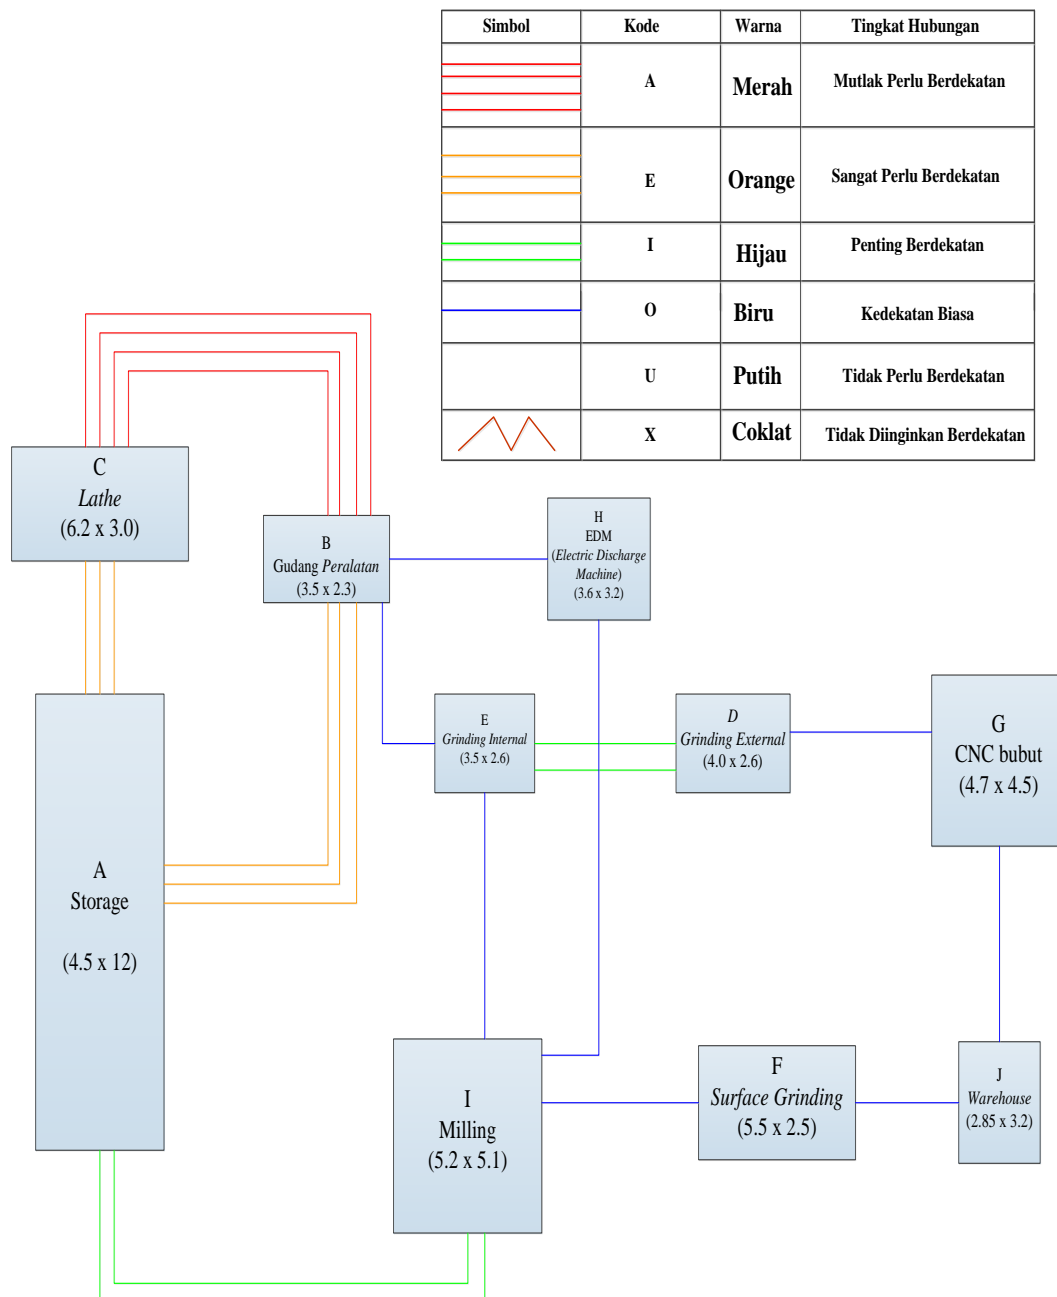 Simbol Kode Warna Tingkat Hubungan
A Merah Mutlak Perlu Berdekatan
E Orange Sangat Perlu Berdekatan
I Hijau Penting Berdekatan
O Biru Kedekatan Biasa
U Putih Tidak Perlu Berdekatan
X Coklat Tidak Diinginkan Berdekatan
C
Lathe
(6.2 x 3.0)
B
Gudang Peralatan
(3.5 x 2.3)
H
EDM
(Electric Discharge
Machine)
(3.6 x 3.2)
E
Grinding Internal
(3.5 x 2.6)
D
Grinding External
(4.0 x 2.6)
G
CNC bubut
(4.7 x 4.5)
A
Storage
(4.5 x 12)
I
Milling
(5.2 x 5.1)
F
Surface Grinding
(5.5 x 2.5)
J
Warehouse
(2.85 x 3.2)